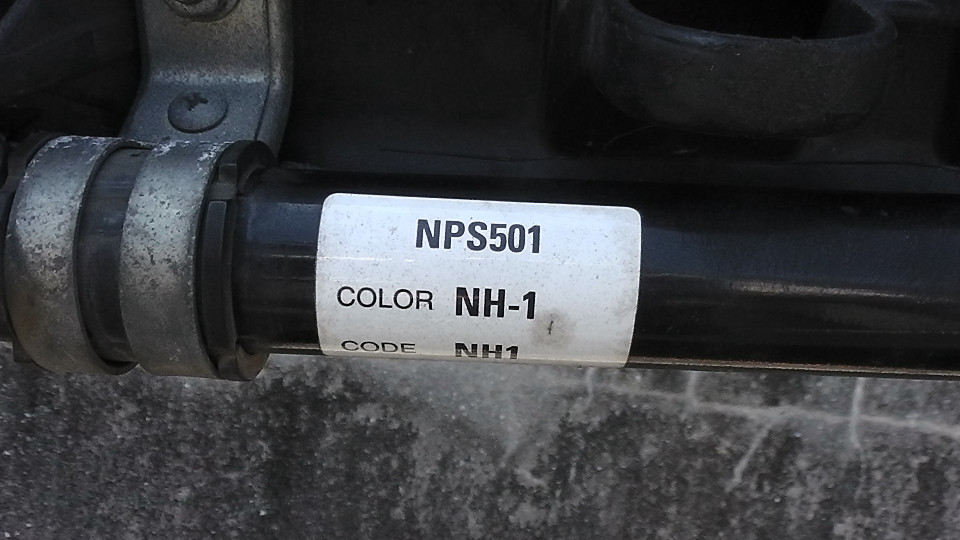 NPS501
COLOR NH-1
CODE NH1